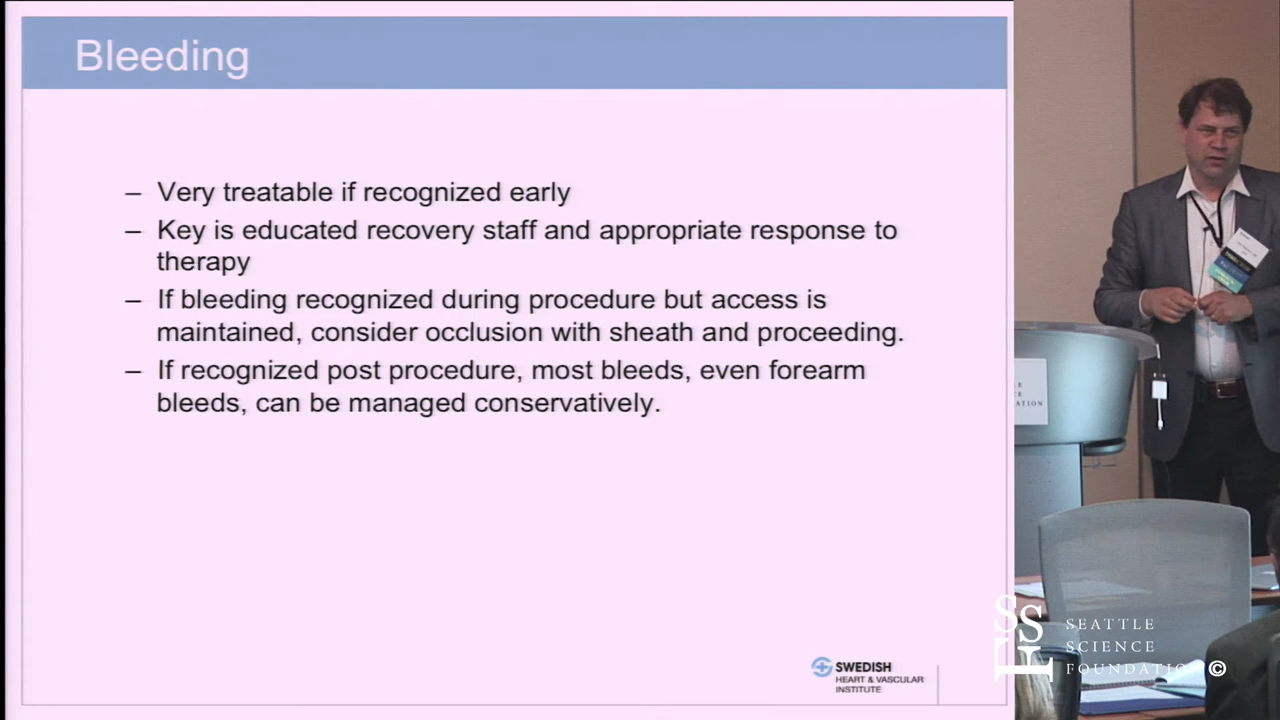 Bleeding
– Very treatable if recognized early
– Key is educated recovery staff and appropriate response to
therapy
– If bleeding recognized during procedure but access is
maintained, consider occlusion with sheath and proceeding.
– If recognized post procedure, most bleeds, even forearm
bleeds, can be managed conservatively.
SWEDISH
HEART & VASCULAR
INSTITUTE
SSF
SEATTLE
SCIENCE
FOUNDATION ©